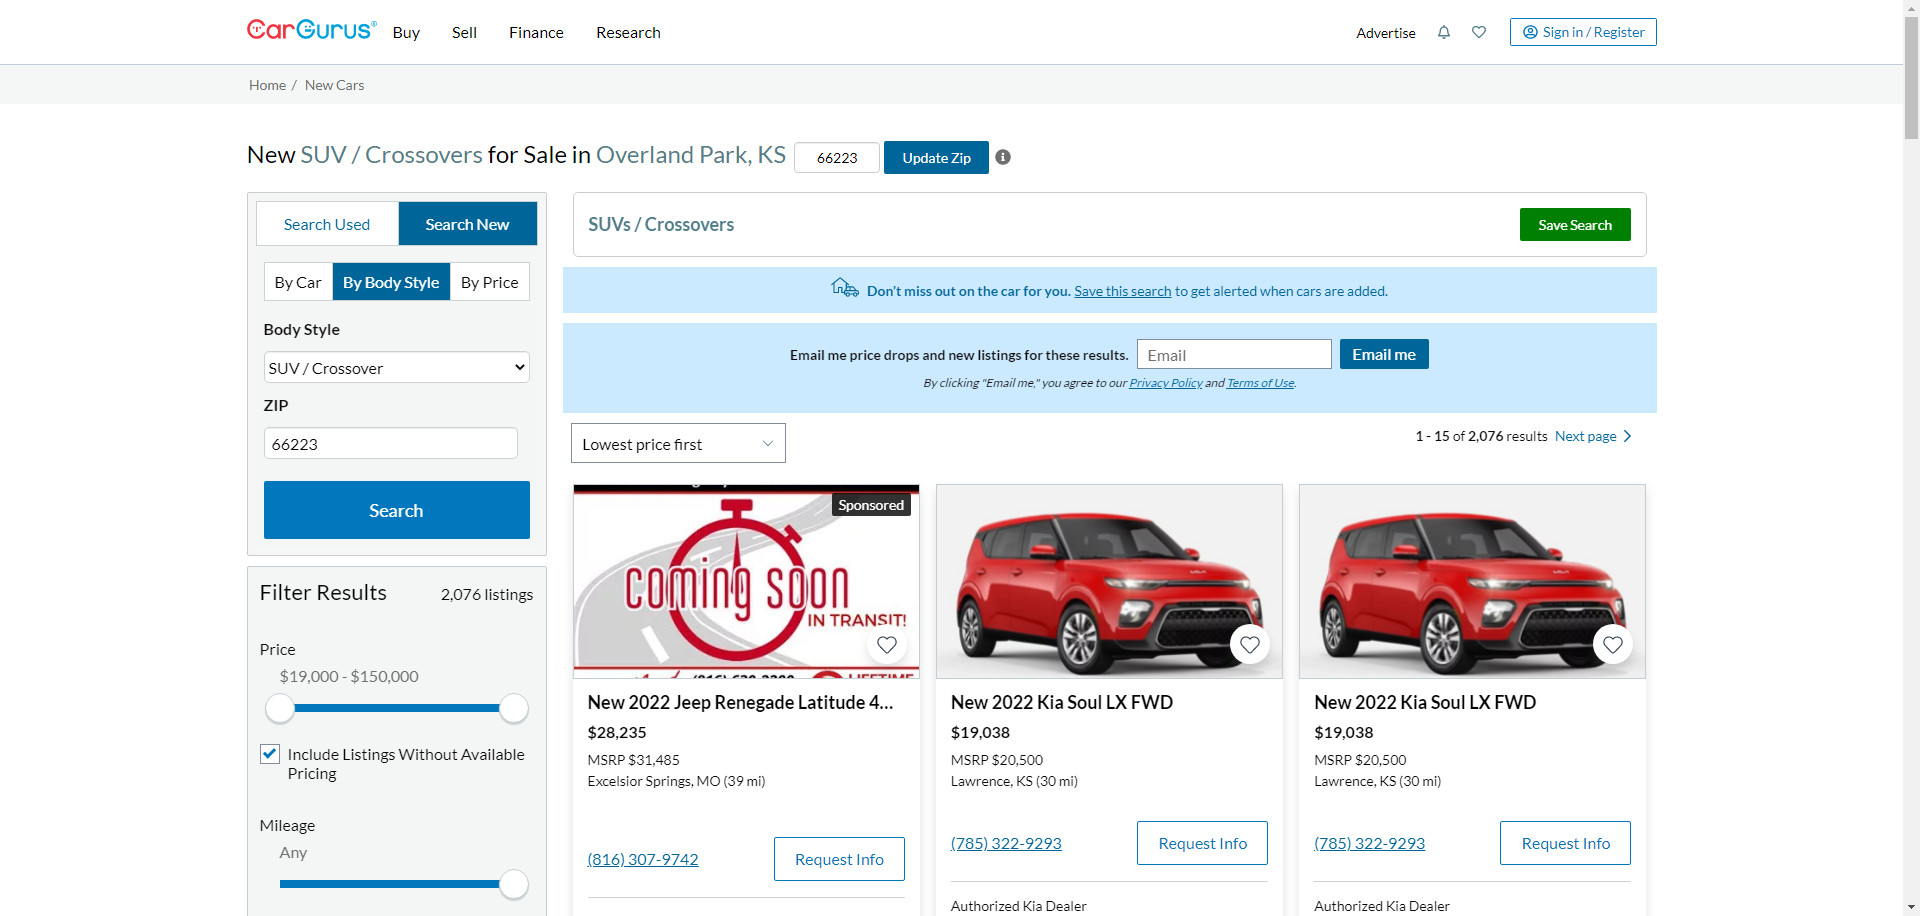 CarGurus
Buy
Sell
Finance
Research
Advertise
Sign in / Register
Home / New Cars
New SUV / Crossovers for Sale in Overland Park, KS
66223
Update Zip
Search Used
Search New
By Car
By Body Style
By Price
Body Style
SUV / Crossover
ZIP
66223
Search
Filter Results
2,076 listings
Price
$19,000 - $150,000
Include Listings Without Available
Pricing
Mileage
Any
SUVs / Crossovers
Save Search
Don't miss out on the car for you. Save this search to get alerted when cars are added.
Email me price drops and new listings for these results.
Email
Email me
By clicking "Email me," you agree to our Privacy Policy and Terms of Use.
Lowest price first
1 - 15 of 2,076 results
Next page
Sponsored
coming soon
IN TRANSIT!
LIFETIME
New 2022 Jeep Renegade Latitude 4...
$28,235
MSRP $31,485
Excelsior Springs, MO (39 mi)
(816) 307-9742
Request Info
New 2022 Kia Soul LX FWD
$19,038
MSRP $20,500
Lawrence, KS (30 mi)
(785) 322-9293
Request Info
Authorized Kia Dealer
New 2022 Kia Soul LX FWD
$19,038
MSRP $20,500
Lawrence, KS (30 mi)
(785) 322-9293
Request Info
Authorized Kia Dealer